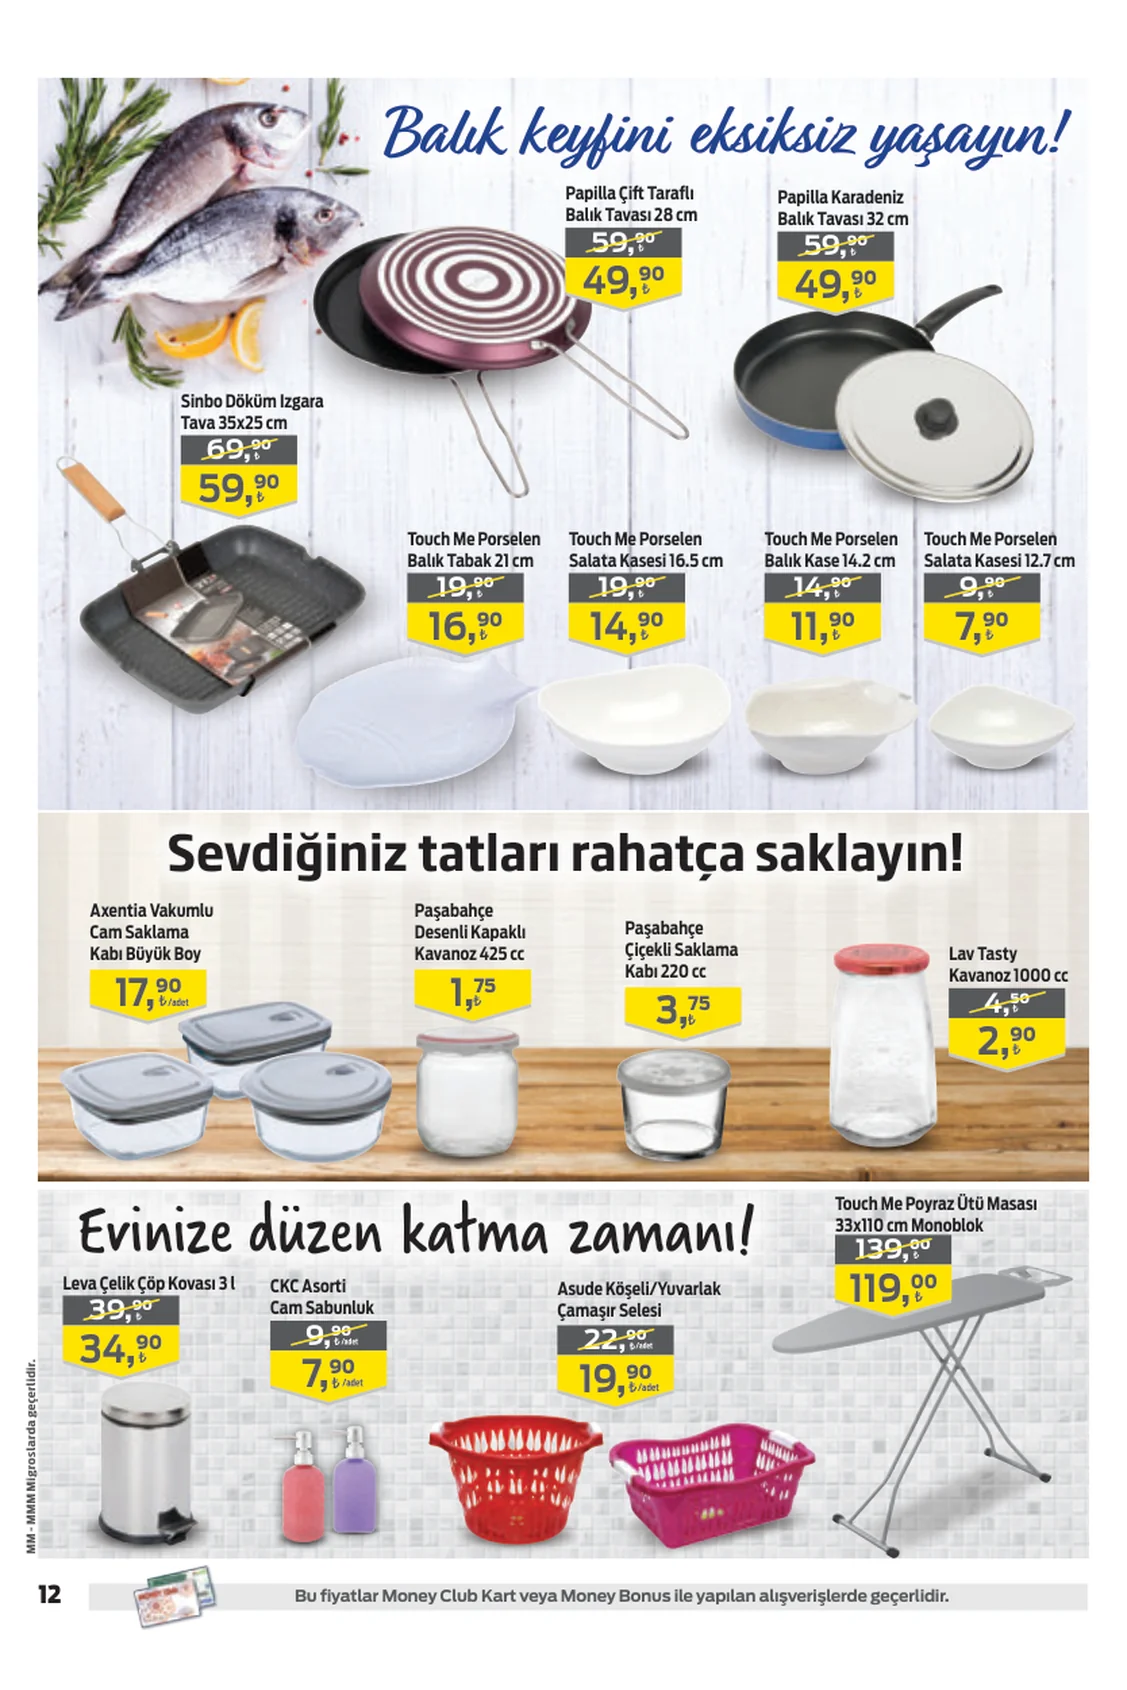 Balık keyfini eksiksiz yaşayın!
Papilla Çift Taraflı
Balık Tavası 28 cm
59,90 ₺
49,90 ₺
Papilla Karadeniz
Balık Tavası 32 cm
59,90 ₺
49,90 ₺
Sinbo Döküm Izgara
Tava 35x25 cm
69,90 ₺
59,90 ₺
Touch Me Porselen
Balık Tabak 21 cm
19,90 ₺
16,90 ₺
Touch Me Porselen
Salata Kasesi 16.5 cm
19,90 ₺
14,90 ₺
Touch Me Porselen
Balık Kase 14.2 cm
14,90 ₺
11,90 ₺
Touch Me Porselen
Salata Kasesi 12.7 cm
9,90 ₺
7,90 ₺
Sevdiğiniz tatları rahatça saklayın!
Axentia Vakumlu
Cam Saklama
Kabı Büyük Boy
17,90 ₺/adet
Paşabahçe
Desenli Kapaklı
Kavanoz 425 cc
1,75 ₺
Paşabahçe
Çiçekli Saklama
Kabı 220 cc
3,75 ₺
Lav Tasty
Kavanoz 1000 cc
4,50 ₺
2,90 ₺
Evinize düzen katma zamanı!
Leva Çelik Çöp Kovası 3 l
39,90 ₺
34,90 ₺
CKC Asorti
Cam Sabunluk
9,90 ₺/adet
7,90 ₺/adet
Asude Köşeli/Yuvarlak
Çamaşır Selesi
22,90 ₺/adet
19,90 ₺/adet
Touch Me Poyraz Ütü Masası
33x110 cm Monoblok
139,00 ₺
119,00 ₺
MM - MMM Migroslarda geçerlidir.
12
Bu fiyatlar Money Club Kart veya Money Bonus ile yapılan alışverişlerde geçerlidir.